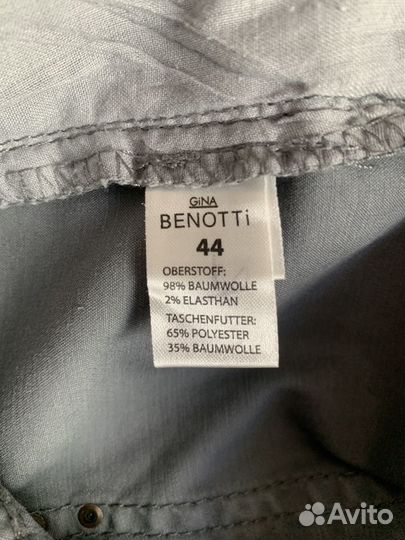 GiNA
BENOTTi
44
OBERSTOFF:
98% BAUMWOLLE
2% ELASTHAN
TASCHENFUTTER:
65% POLYESTER
35% BAUMWOLLE
Avito